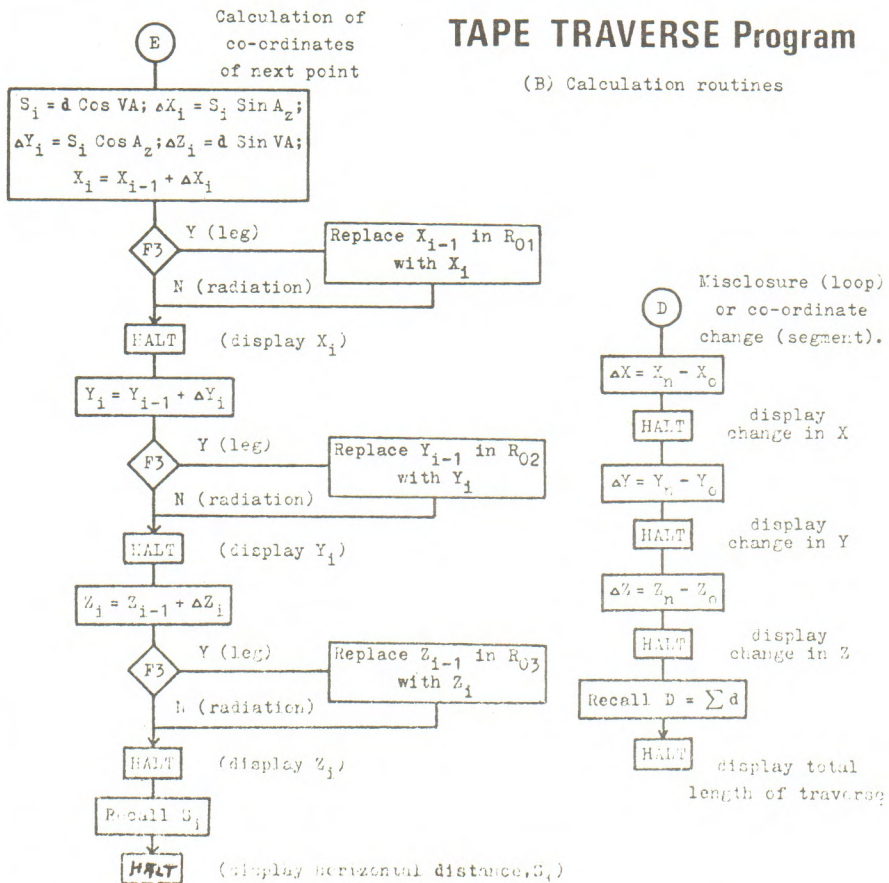 TAPE TRAVERSE Program
(B) Calculation routines
E
Calculation of
co-ordinates
of next point
S_i = d Cos VA; ΔX_i = S_i Sin A_z;
ΔY_i = S_i Cos A_z; ΔZ_i = d Sin VA;
X_i = X_{i-1} + ΔX_i
F3
Y (leg)
Replace X_{i-1} in R_{01}
with X_i
N (radiation)
HALT (display X_i)
Y_i = Y_{i-1} + ΔY_i
F3
Y (leg)
Replace Y_{i-1} in R_{02}
with Y_i
N (radiation)
HALT (display Y_i)
Z_i = Z_{i-1} + ΔZ_i
F3
Y (leg)
Replace Z_{i-1} in R_{03}
with Z_i
N (radiation)
HALT (display Z_i)
Recall S_i
HALT (display horizontal distance, S_i)
D
Misclosure (loop)
or co-ordinate
change (segment).
ΔX = X_n - X_o
HALT
display
change in X
ΔY = Y_n - Y_o
HALT
display
change in Y
ΔZ = Z_n - Z_o
HALT
display
change in Z
Recall D = ∑ d
HALT
display total
length of traverse